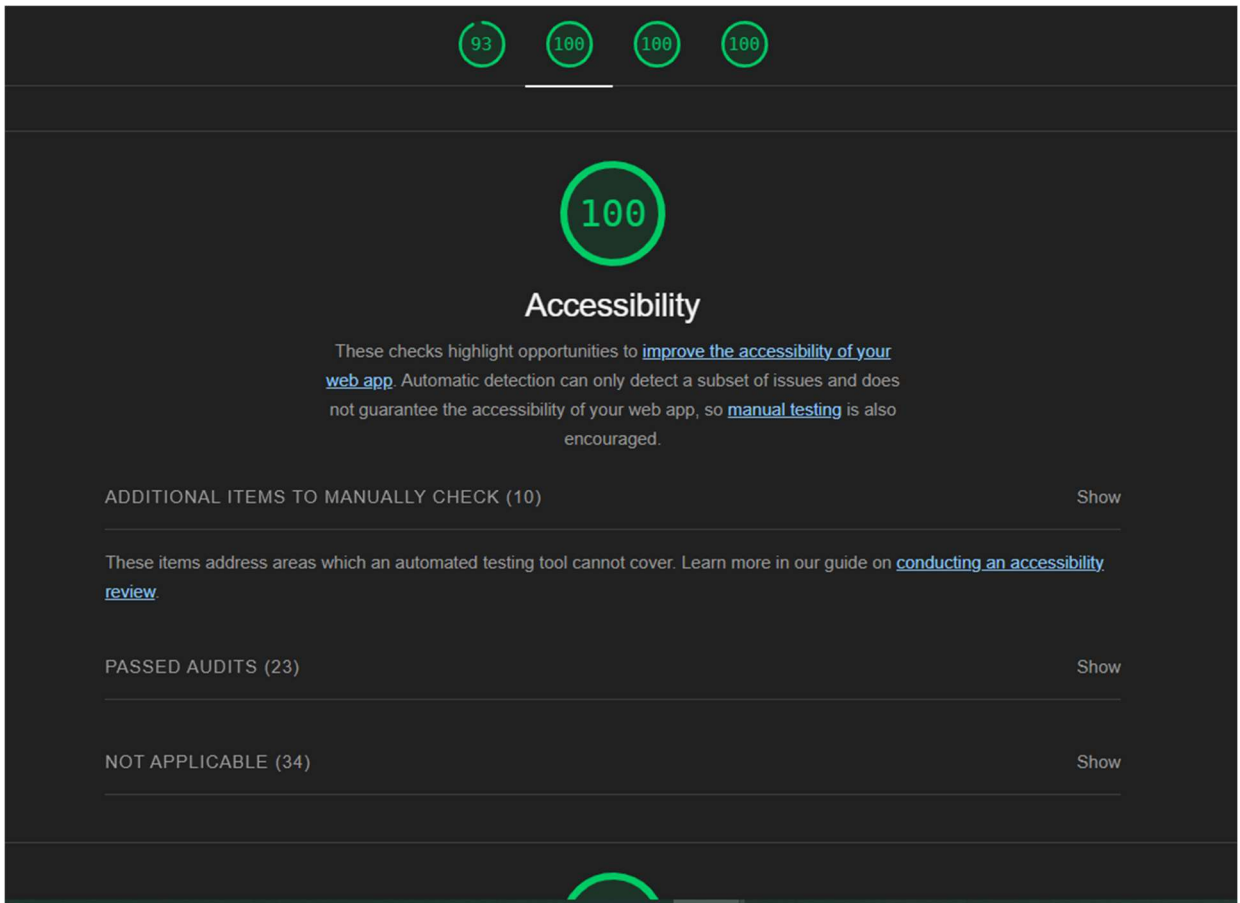 93 100 100 100
100
Accessibility
These checks highlight opportunities to improve the accessibility of your
web app. Automatic detection can only detect a subset of issues and does
not guarantee the accessibility of your web app, so manual testing is also
encouraged.
ADDITIONAL ITEMS TO MANUALLY CHECK (10) Show
These items address areas which an automated testing tool cannot cover. Learn more in our guide on conducting an accessibility
review.
PASSED AUDITS (23) Show
NOT APPLICABLE (34) Show